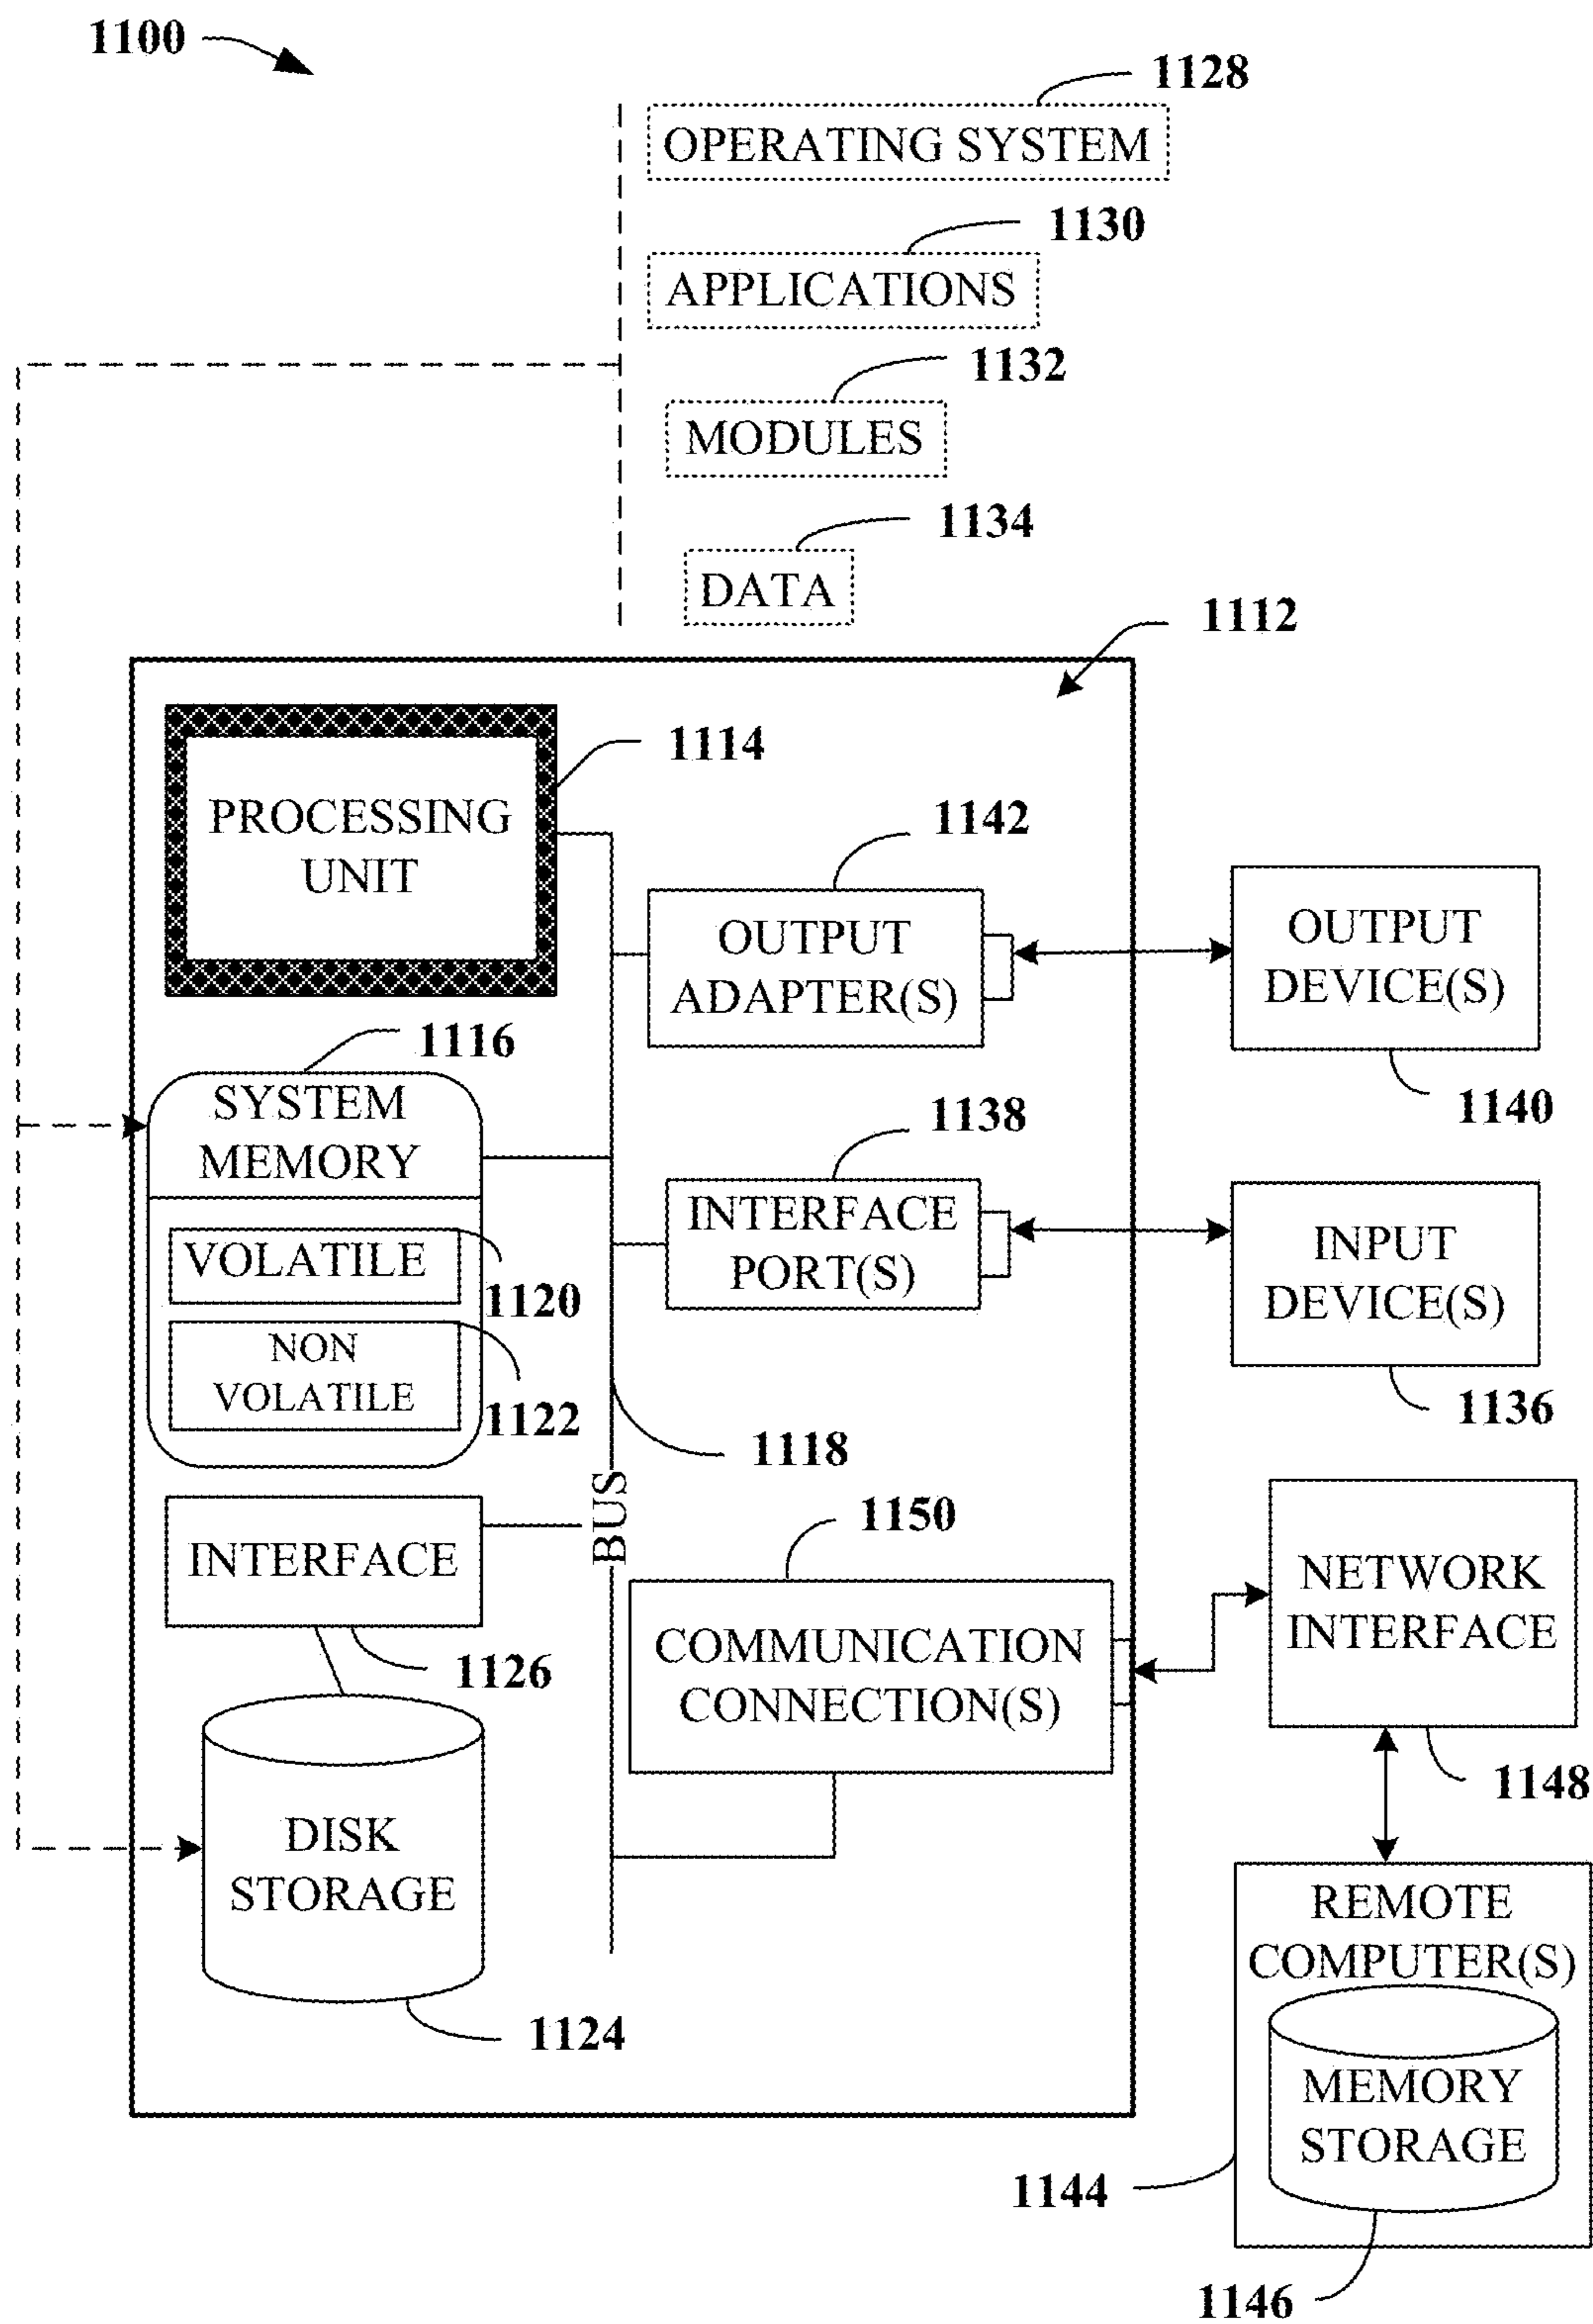 1100
1128
OPERATING SYSTEM
1130
APPLICATIONS
1132
MODULES
1134
DATA
1112
1114
PROCESSING
UNIT
1142
OUTPUT
ADAPTER(S)
OUTPUT
DEVICE(S)
1140
1116
SYSTEM
MEMORY
VOLATILE
1120
NON
VOLATILE
1122
1138
INTERFACE
PORT(S)
INPUT
DEVICE(S)
1136
1118
BUS
INTERFACE
1126
1150
COMMUNICATION
CONNECTION(S)
NETWORK
INTERFACE
1148
DISK
STORAGE
1124
REMOTE
COMPUTER(S)
MEMORY
STORAGE
1144
1146